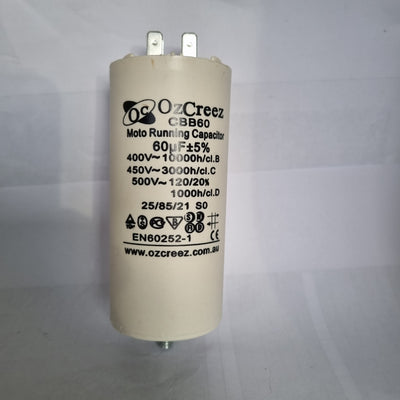 OC OzCreez
CBB60
Moto Running Capacitor
60µF±5%
400V~10000h/cl.B
450V~3000h/cl.C
500V~120/20%
1000h/cl.D
25/85/21 S0
CE
EN60252-1
www.ozcreez.com.au